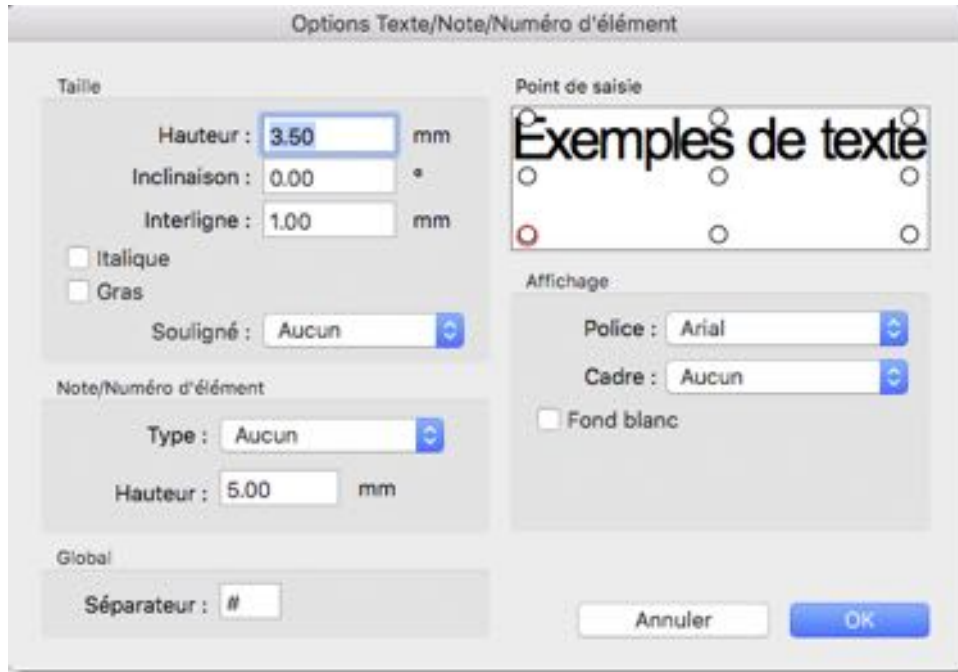 Options Texte/Note/Numéro d'élément
Taille
Hauteur : 3.50 mm
Inclinaison : 0.00 °
Interligne : 1.00 mm
Italique
Gras
Souligné : Aucun
Note/Numéro d'élément
Type : Aucun
Hauteur : 5.00 mm
Global
Séparateur : #
Point de saisie
Exemples de texte
Affichage
Police : Arial
Cadre : Aucun
Fond blanc
Annuler OK